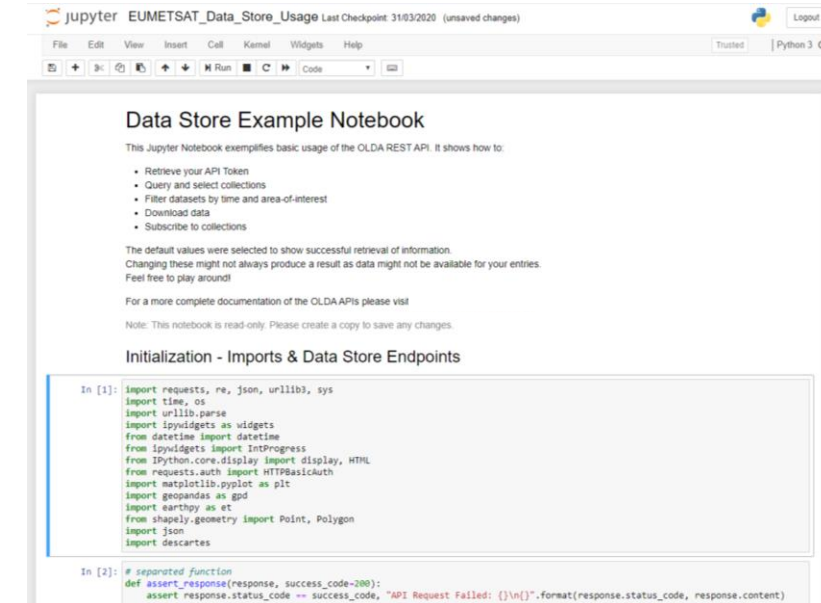 jupyter EUMETSAT_Data_Store_Usage Last Checkpoint: 31/03/2020 (unsaved changes)
Logout
File Edit View Insert Cell Kernel Widgets Help
Trusted Python 3
Run Code
Data Store Example Notebook
This Jupyter Notebook exemplifies basic usage of the OLDA REST API. It shows how to:
• Retrieve your API Token
• Query and select collections
• Filter datasets by time and area-of-interest
• Download data
• Subscribe to collections
The default values were selected to show successful retrieval of information.
Changing these might not always produce a result as data might not be available for your entries.
Feel free to play around!
For a more complete documentation of the OLDA APIs please visit
Note: This notebook is read-only. Please create a copy to save any changes.
Initialization - Imports & Data Store Endpoints
In [1]: import requests, re, json, urllib3, sys
import time, os
import urllib.parse
import ipywidgets as widgets
from datetime import datetime
from ipywidgets import IntProgress
from IPython.core.display import display, HTML
from requests.auth import HTTPBasicAuth
import matplotlib.pyplot as plt
import geopandas as gpd
import earthpy as et
from shapely.geometry import Point, Polygon
import json
import descartes
In [2]: # separated function
def assert_response(response, success_code=200):
assert response.status_code == success_code, "API Request Failed: {}\n{}".format(response.status_code, response.content)